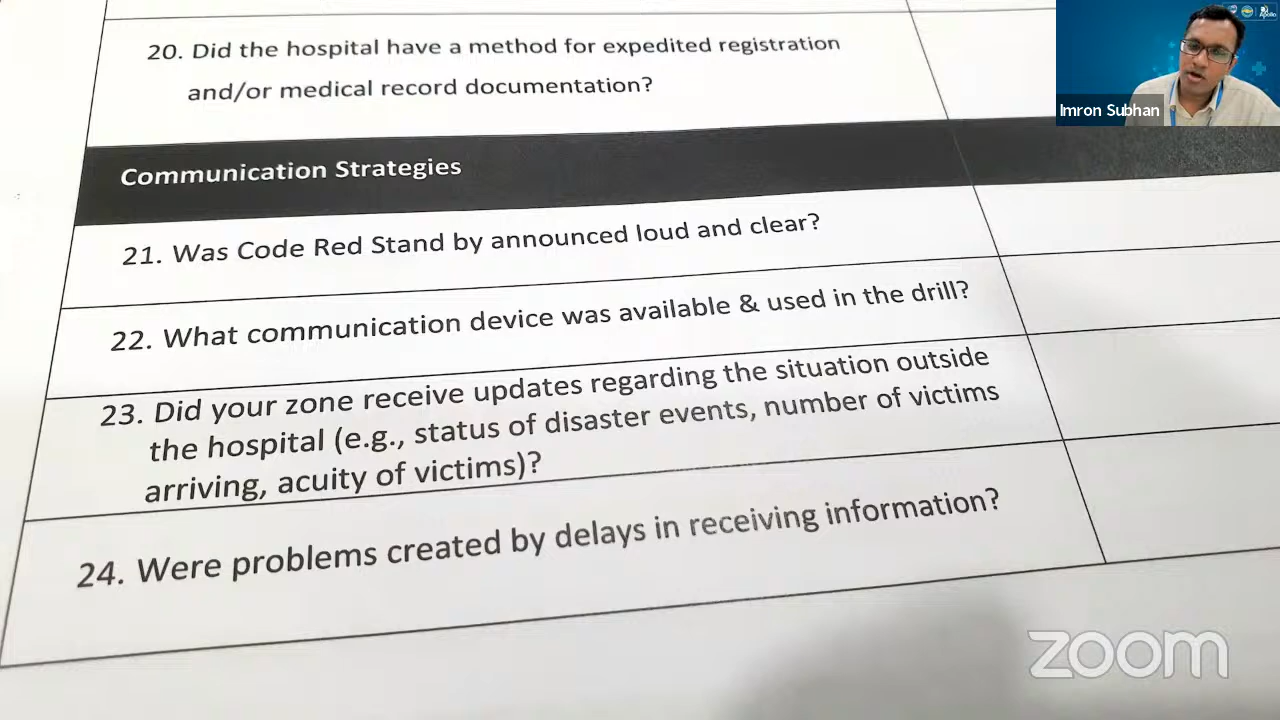 20. Did the hospital have a method for expedited registration
and/or medical record documentation?
Communication Strategies
21. Was Code Red Stand by announced loud and clear?
22. What communication device was available & used in the drill?
23. Did your zone receive updates regarding the situation outside
the hospital (e.g., status of disaster events, number of victims
arriving, acuity of victims)?
24. Were problems created by delays in receiving information?
Apollo
Imron Subhan
zoom